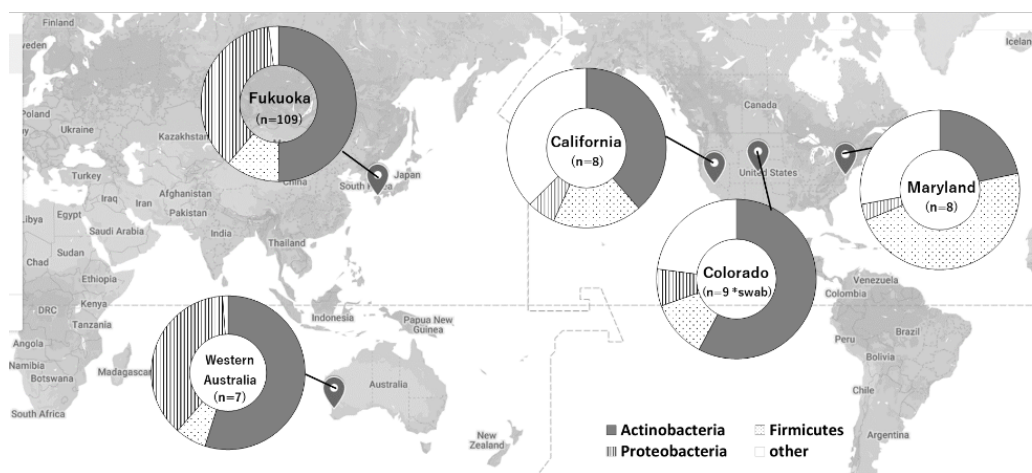 Finland
Iceland
Sweden
Poland
Ukraine
Kazakhstan
Turkey
Iraq
Iran
Afghanistan
Pakistan
Libya
Egypt
Saudi Arabia
India
Sudan
Chad
Thailand
Ethiopia
DRC
Kenya
Tanzania
Angola
Namibia
Botswana
Madagascar
South Africa
China
South Korea
Japan
Indonesia
Papua New
Guinea
Australia
New
Zealand
Canada
United States
Venezuela
Colombia
Peru
Brazil
Bolivia
Chile
Argentina
Fukuoka
(n=109)
California
(n=8)
Maryland
(n=8)
Colorado
(n=9 *swab)
Western
Australia
(n=7)
Actinobacteria
Firmicutes
Proteobacteria
other